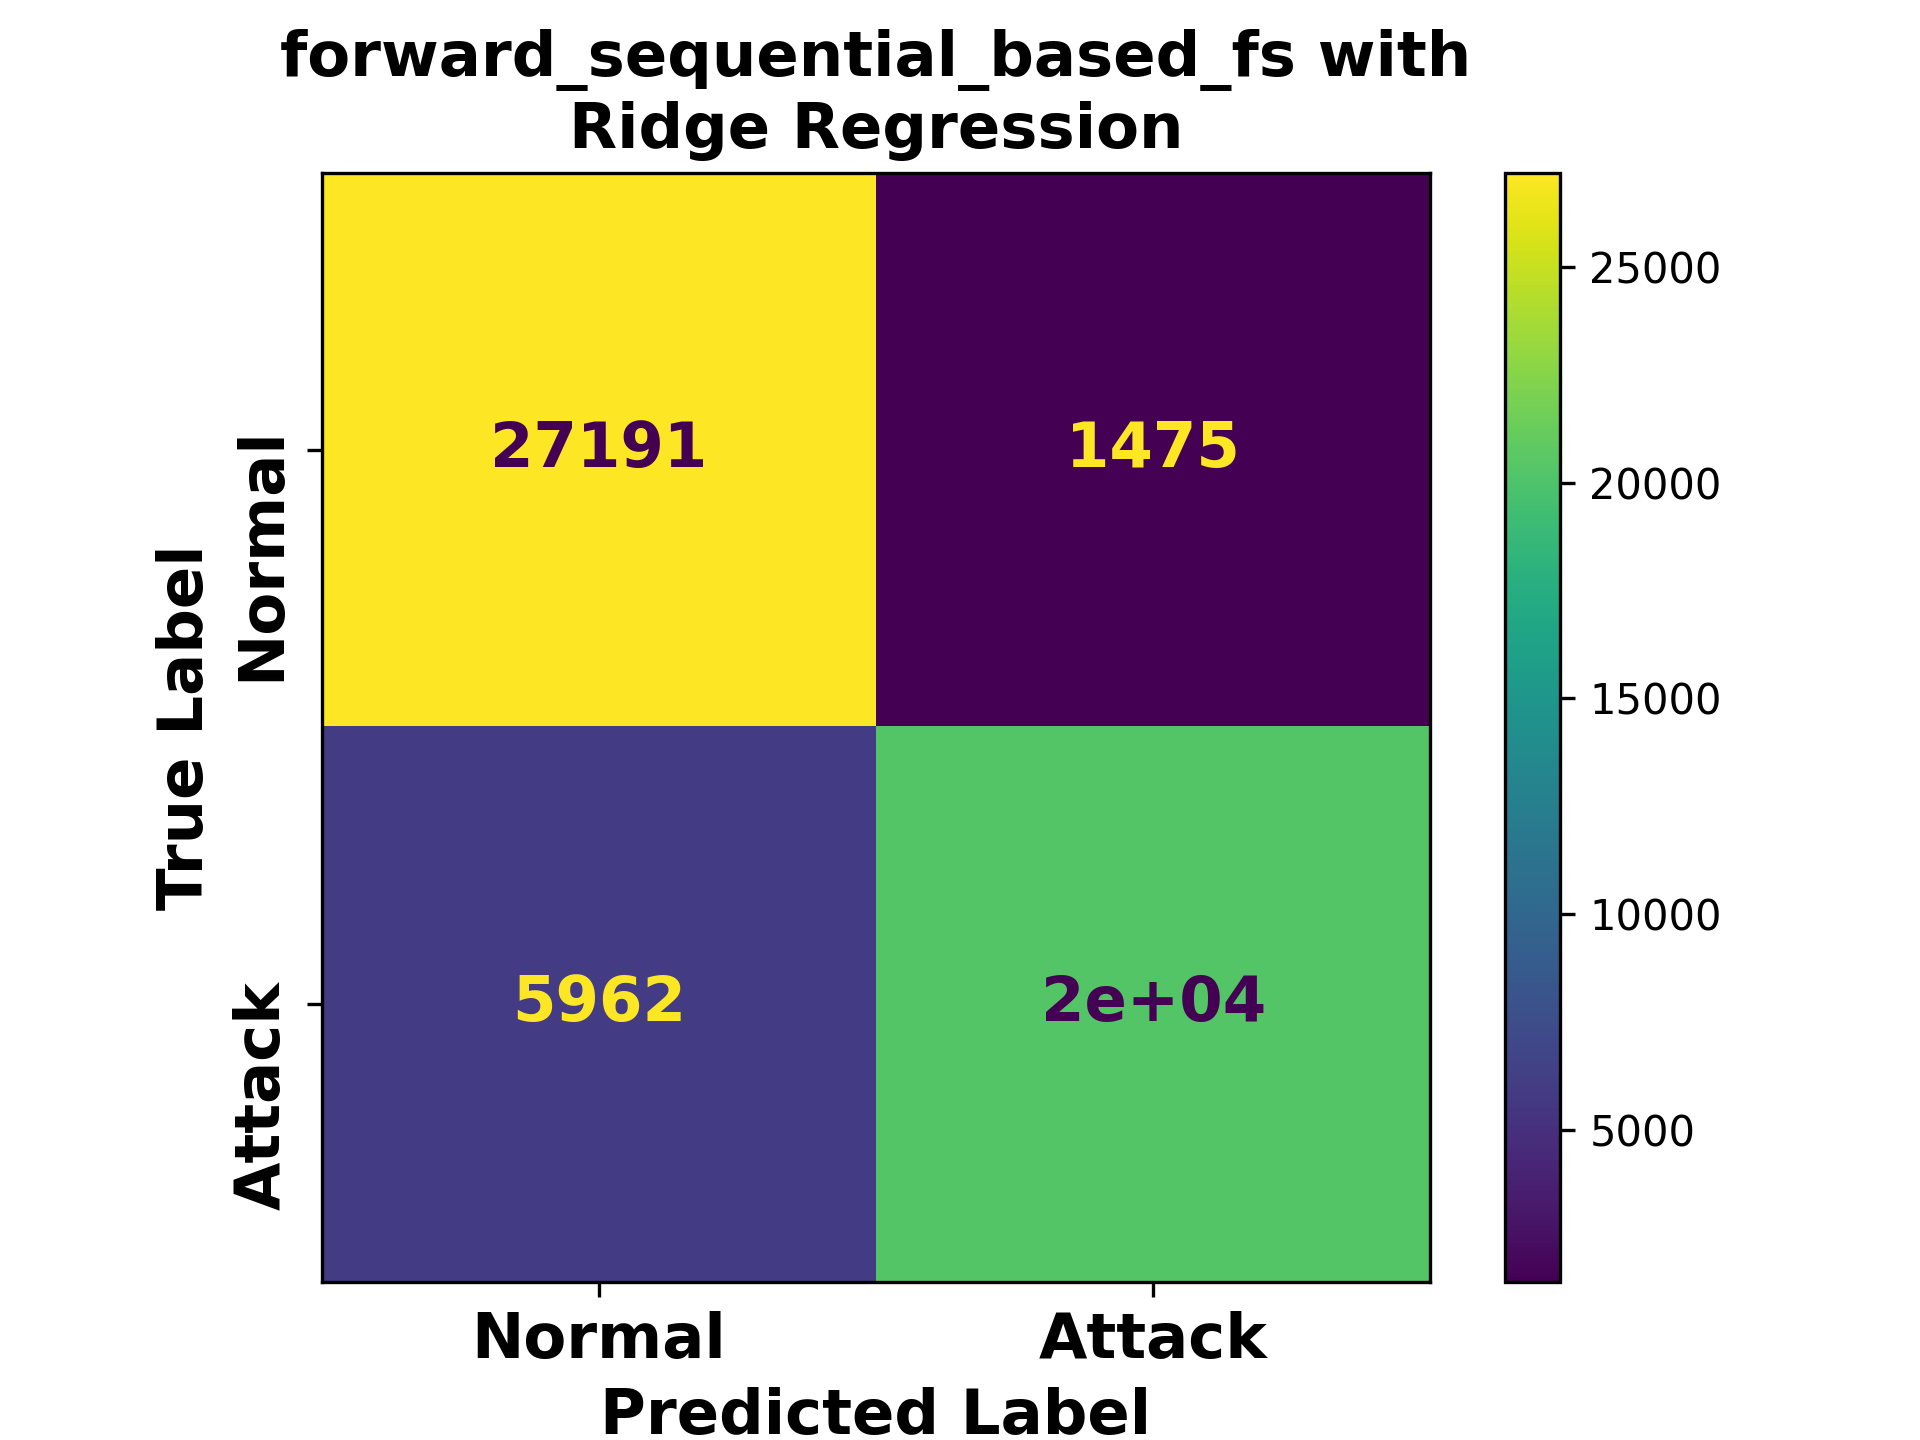 forward_sequential_based_fs with
Ridge Regression
27191
1475
5962
2e+04
True Label
Normal
Attack
Normal
Attack
Predicted Label
25000
20000
15000
10000
5000